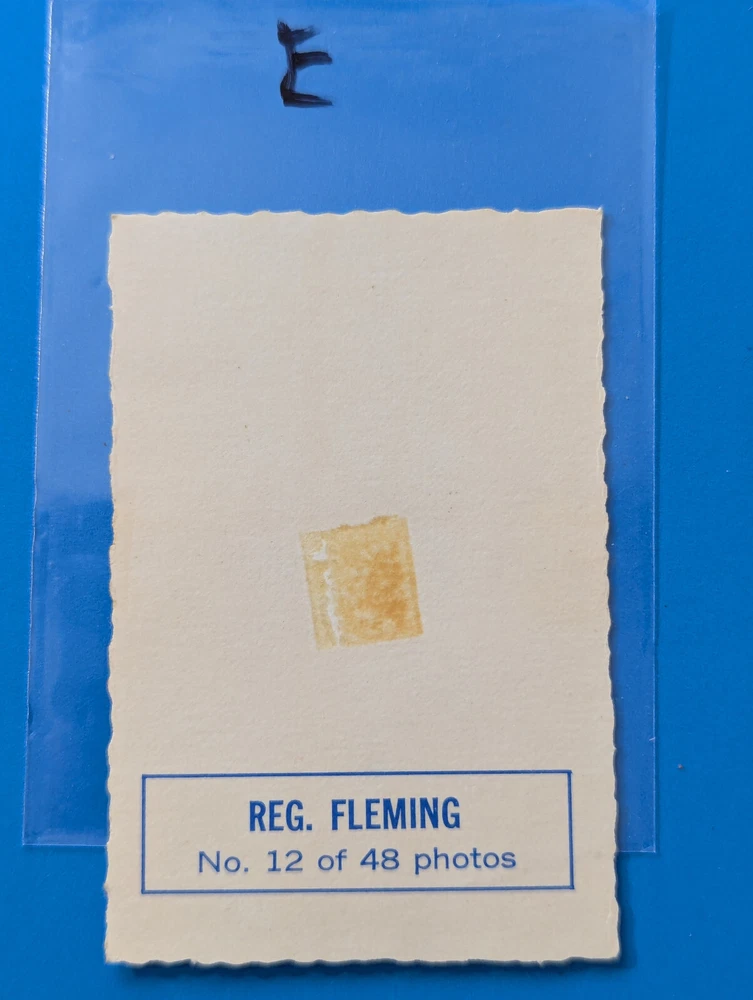 E
REG. FLEMING
No. 12 of 48 photos